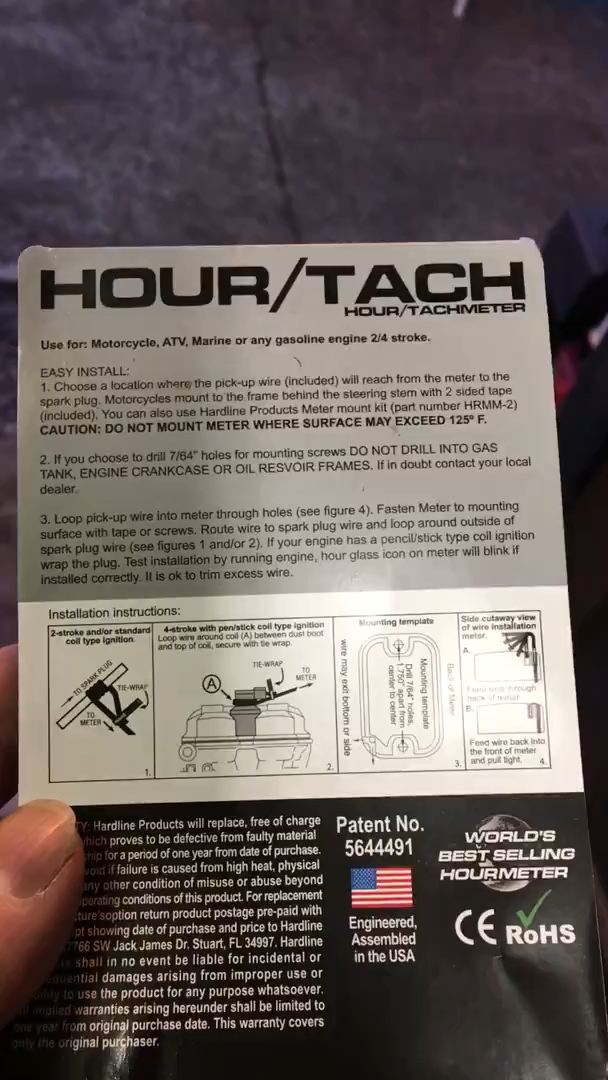 HOUR/TACH
HOUR/TACHMETER
Use for: Motorcycle, ATV, Marine or any gasoline engine 2/4 stroke.
EASY INSTALL:
1. Choose a location where the pick-up wire (included) will reach from the meter to the
spark plug. Motorcycles mount to the frame behind the steering stem with 2 sided tape
(included). You can also use Hardline Products Meter mount kit (part number HRMM-2)
CAUTION: DO NOT MOUNT METER WHERE SURFACE MAY EXCEED 125º F.
2. If you choose to drill 7/64" holes for mounting screws DO NOT DRILL INTO GAS
TANK, ENGINE CRANKCASE OR OIL RESVOIR FRAMES. If in doubt contact your local
dealer.
3. Loop pick-up wire into meter through holes (see figure 4). Fasten Meter to mounting
surface with tape or screws. Route wire to spark plug wire and loop around outside of
spark plug wire (see figures 1 and/or 2). If your engine has a pencil/stick type coil ignition
wrap the plug. Test installation by running engine, hour glass icon on meter will blink if
installed correctly. It is ok to trim excess wire.
Installation instructions:
2-stroke and/or standard
coil type ignition.
TO SPARK PLUG
TIE-WRAP
TO
METER
1.
4-stroke with pen/stick coil type ignition
Loop wire around coil (A) between dust boot
and top of coil, secure with tie wrap.
TIE-WRAP
TO
METER
A
2.
Mounting template
wire may exit bottom or side
Drill 7/64" holes,
1.750" apart from
center to center
Mounting template
Back of Meter
3.
Side cutaway view
of wire installation
meter.
A.
Feed wire through
back of meter
B.
Feed wire back into
the front of meter
and pull tight.
4.
TY: Hardline Products will replace, free of charge
which proves to be defective from faulty material
ship for a period of one year from date of purchase.
void if failure is caused from high heat, physical
any other condition of misuse or abuse beyond
operating conditions of this product. For replacement
ture'soption return product postage pre-paid with
pt showing date of purchase and price to Hardline
7766 SW Jack James Dr. Stuart, FL 34997. Hardline
shall in no event be liable for incidental or
quential damages arising from improper use or
to use the product for any purpose whatsoever.
implied warranties arising hereunder shall be limited to
one year from original purchase date. This warranty covers
only the original purchaser.
Patent No.
5644491
Engineered,
Assembled
in the USA
WORLD'S
BEST SELLING
HOURMETER
CE RoHS